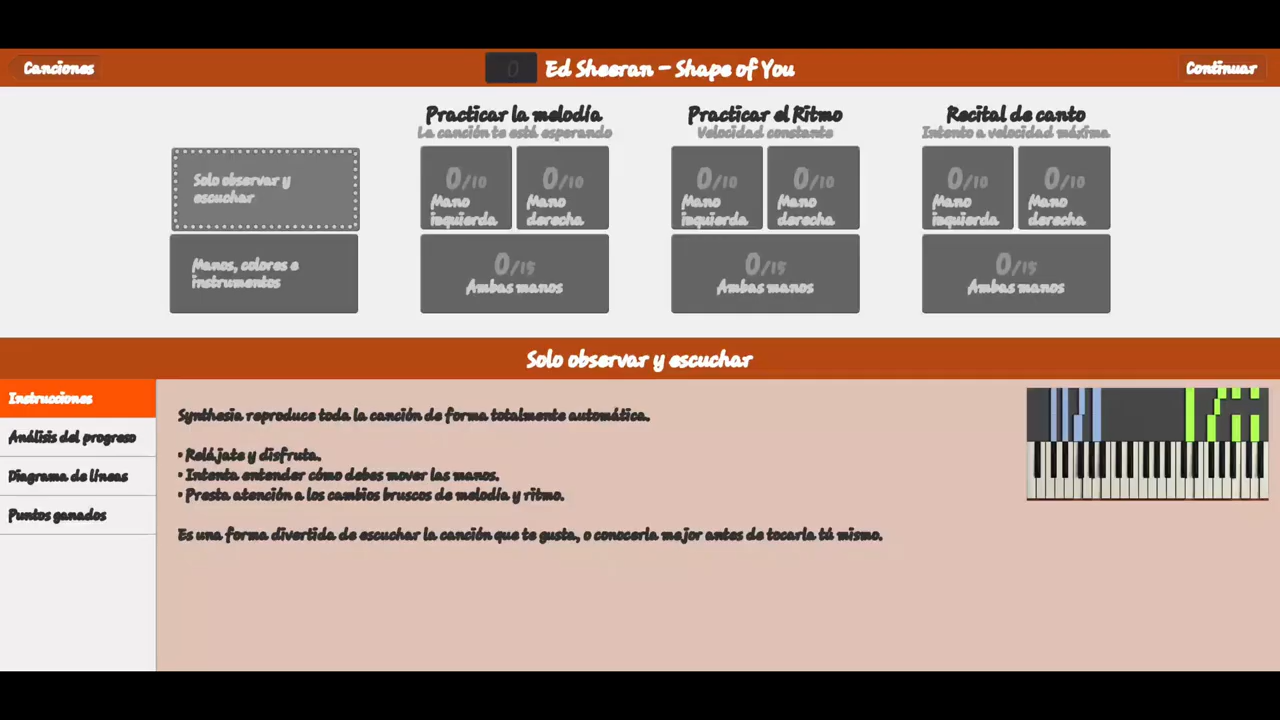 Canciones
0
Ed Sheeran - Shape of You
Continuar
Practicar la melodía
La canción te está esperando
Practicar el Ritmo
Velocidad constante
Recital de canto
Intento a velocidad máxima
Solo observar y
escuchar
0/10
Mano
izquierda
0/10
Mano
derecha
0/10
Mano
izquierda
0/10
Mano
derecha
0/10
Mano
izquierda
0/10
Mano
derecha
Manos, colores e
instrumentos
0/15
Ambas manos
0/15
Ambas manos
0/15
Ambas manos
Solo observar y escuchar
Instrucciones
Análisis del progreso
Diagrama de líneas
Puntos ganados
Synthesia reproduce toda la canción de forma totalmente automática.
• Relájate y disfruta.
• Intenta entender cómo debes mover las manos.
• Presta atención a los cambios bruscos de melodía y ritmo.
Es una forma divertida de escuchar la canción que te gusta, o conocerla mejor antes de tocarla tú mismo.